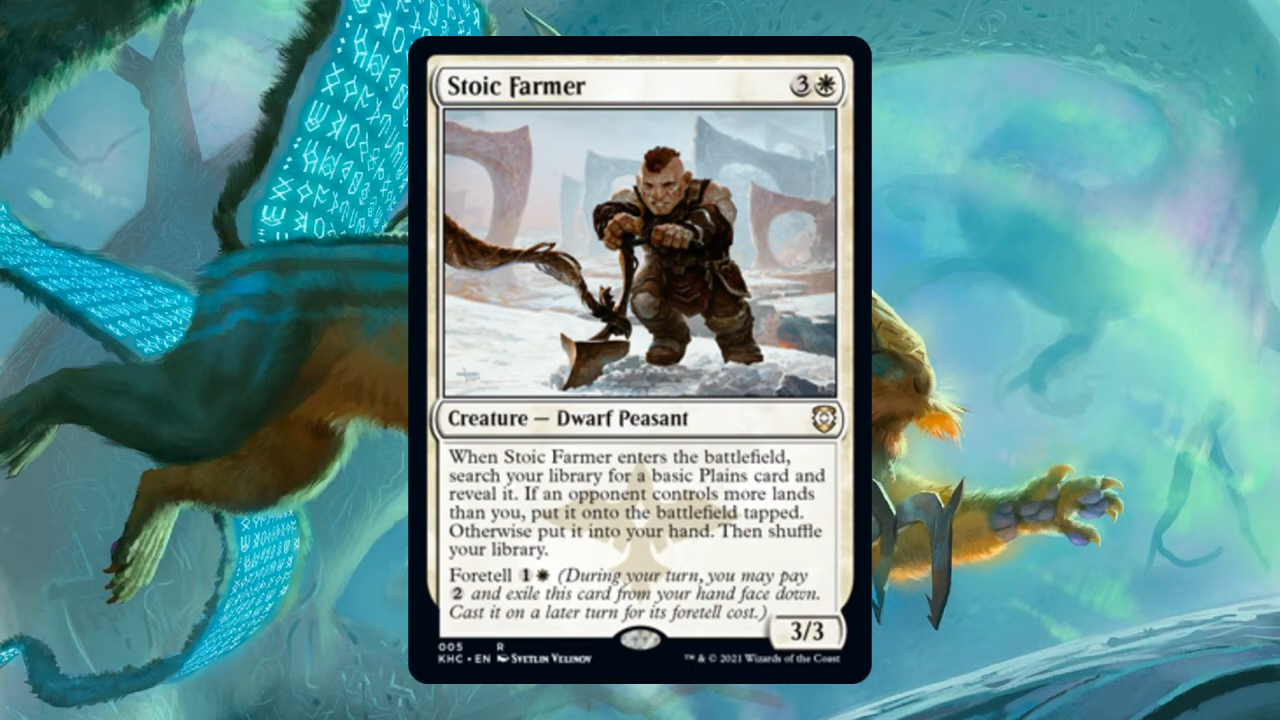 Stoic Farmer 3
Creature — Dwarf Peasant
When Stoic Farmer enters the battlefield,
search your library for a basic Plains card and
reveal it. If an opponent controls more lands
than you, put it onto the battlefield tapped.
Otherwise put it into your hand. Then shuffle
your library.
Foretell 1 (During your turn, you may pay
2 and exile this card from your hand face down.
Cast it on a later turn for its foretell cost.)
3/3
005 R
KHC • EN Svetlin Velinov ™ & © 2021 Wizards of the Coast